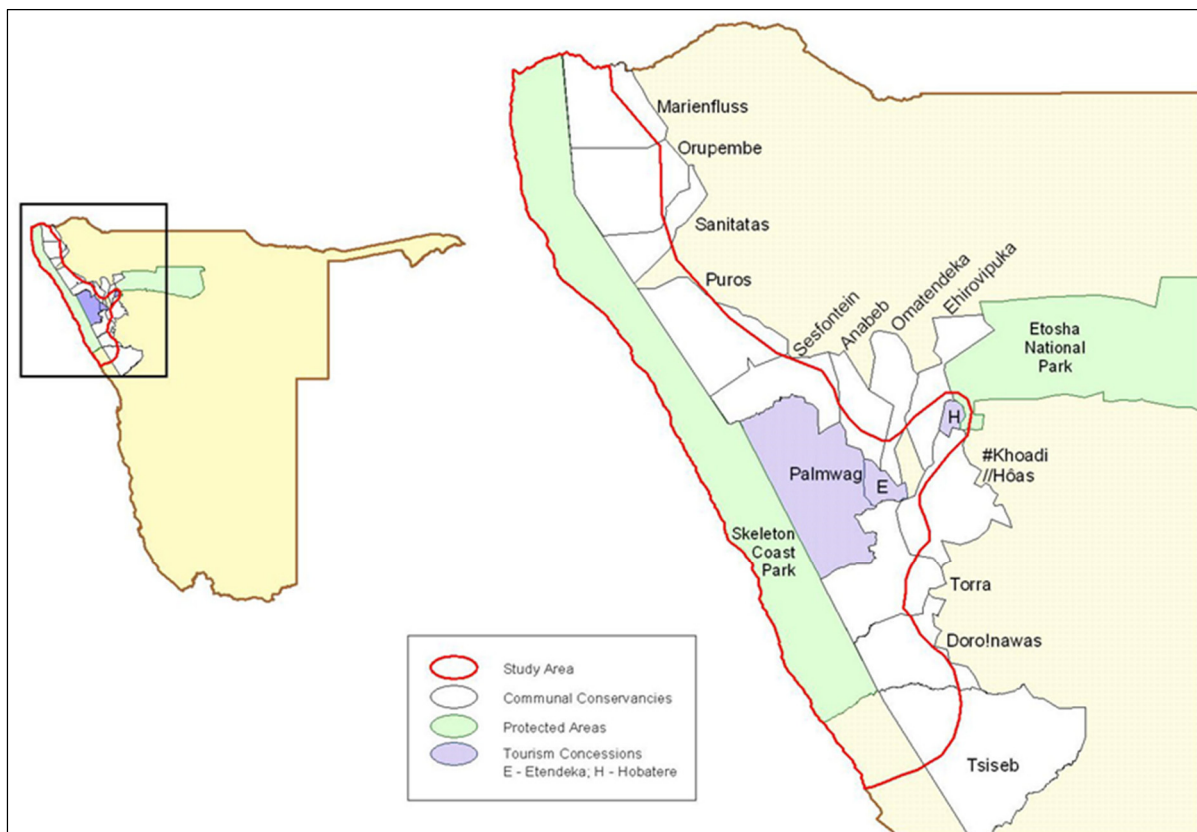 Marienfluss
Orupembe
Sanitatas
Puros
Sesfontein
Anabeb
Omatendeka
Ehirovipuka
Etosha
National
Park
H
#Khoadi
//Hôas
Palmwag
E
Skeleton
Coast
Park
Torra
Doro!nawas
Tsiseb
Study Area
Communal Conservancies
Protected Areas
Tourism Concessions
E - Etendeka; H - Hobatere